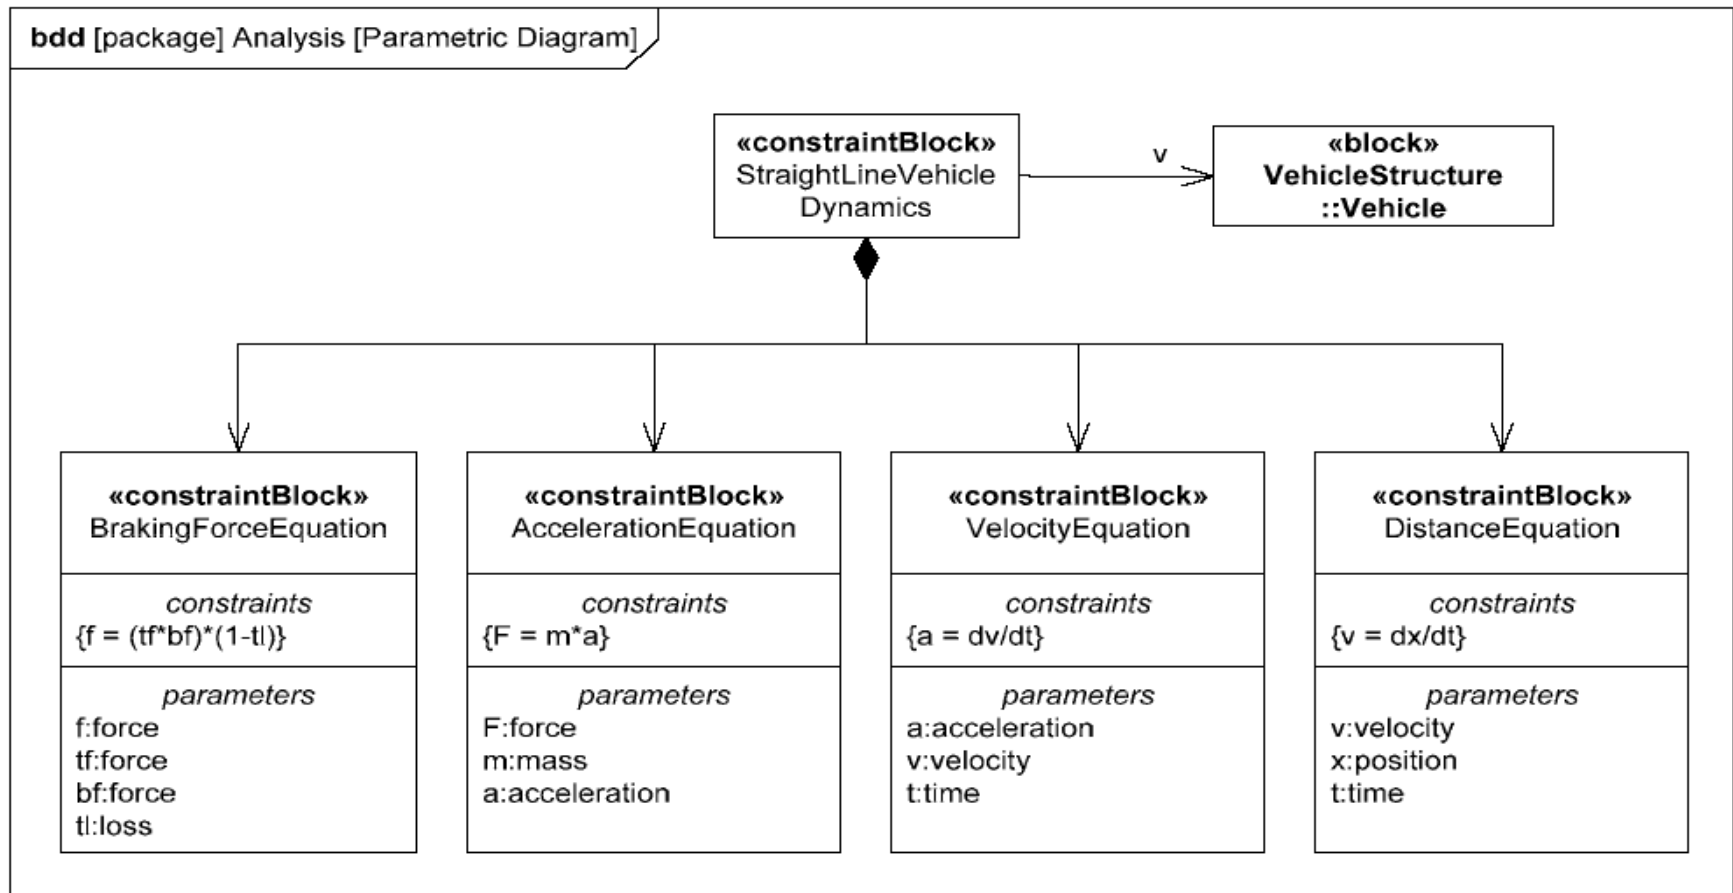 bdd [package] Analysis [Parametric Diagram]
«constraintBlock»
StraightLineVehicle
Dynamics
v
«block»
VehicleStructure
::Vehicle
«constraintBlock»
BrakingForceEquation
constraints
{f = (tf*bf)*(1-tl)}
parameters
f:force
tf:force
bf:force
tl:loss
«constraintBlock»
AccelerationEquation
constraints
{F = m*a}
parameters
F:force
m:mass
a:acceleration
«constraintBlock»
VelocityEquation
constraints
{a = dv/dt}
parameters
a:acceleration
v:velocity
t:time
«constraintBlock»
DistanceEquation
constraints
{v = dx/dt}
parameters
v:velocity
x:position
t:time